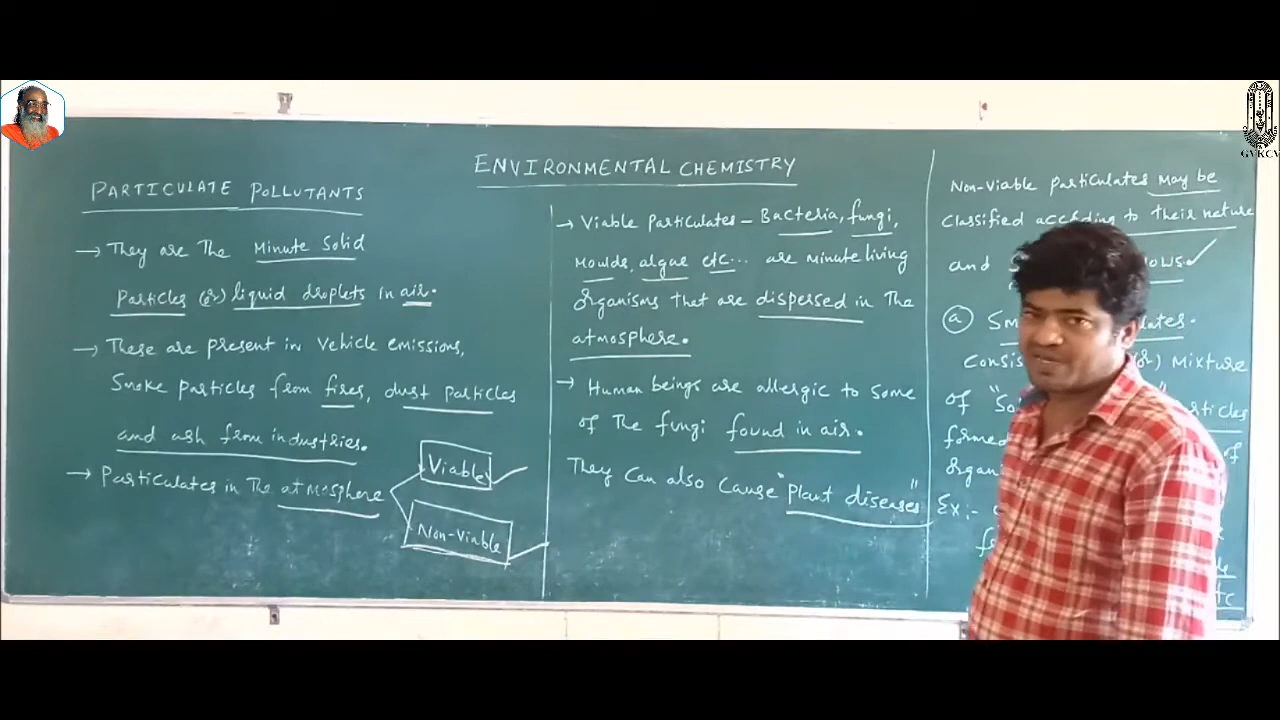 ENVIRONMENTAL CHEMISTRY
PARTICULATE POLLUTANTS
→ They are The Minute Solid
Particles (or) liquid droplets in air.
→ These are present in Vehicle emissions,
Smoke particles from fires, dust particles
and ash from industries.
→ Particulates in The atmosphere
Viable
Non-Viable
→ Viable Particulates – Bacteria, fungi,
Moulds, algae etc... are minute living
Organisms that are dispersed in The
atmosphere.
→ Human beings are allergic to some
of The fungi found in air.
They Can also Cause "plant diseases"
Non-Viable particulates may be
Classified according to their neture
and
(a)
Consis (or) Mixture
of
formed of
Ex:-
GVKCV